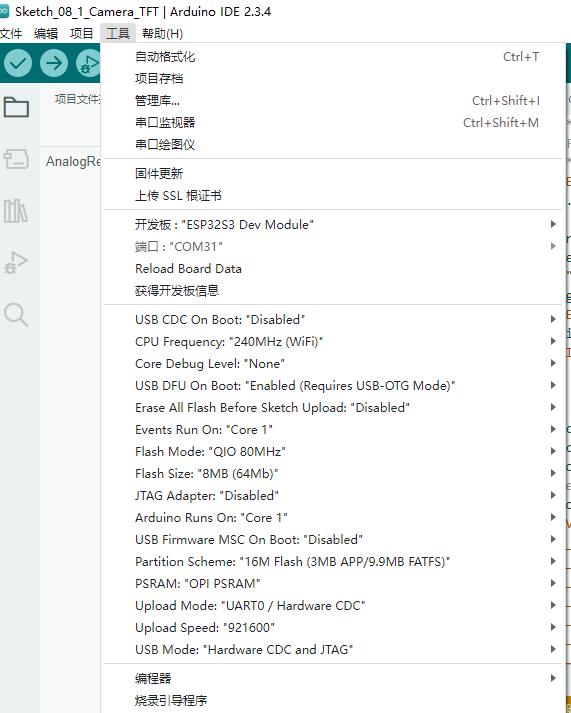 Sketch_08_1_Camera_TFT | Arduino IDE 2.3.4
文件 编辑 项目 工具 帮助(H)
自动格式化 Ctrl+T
项目存档
管理库... Ctrl+Shift+I
串口监视器 Ctrl+Shift+M
串口绘图仪
项目文件
AnalogRe
固件更新
上传 SSL 根证书
开发板 : "ESP32S3 Dev Module"
端口 : "COM31"
Reload Board Data
获得开发板信息
USB CDC On Boot: "Disabled"
CPU Frequency: "240MHz (WiFi)"
Core Debug Level: "None"
USB DFU On Boot: "Enabled (Requires USB-OTG Mode)"
Erase All Flash Before Sketch Upload: "Disabled"
Events Run On: "Core 1"
Flash Mode: "QIO 80MHz"
Flash Size: "8MB (64Mb)"
JTAG Adapter: "Disabled"
Arduino Runs On: "Core 1"
USB Firmware MSC On Boot: "Disabled"
Partition Scheme: "16M Flash (3MB APP/9.9MB FATFS)"
PSRAM: "OPI PSRAM"
Upload Mode: "UART0 / Hardware CDC"
Upload Speed: "921600"
USB Mode: "Hardware CDC and JTAG"
编程器
烧录引导程序